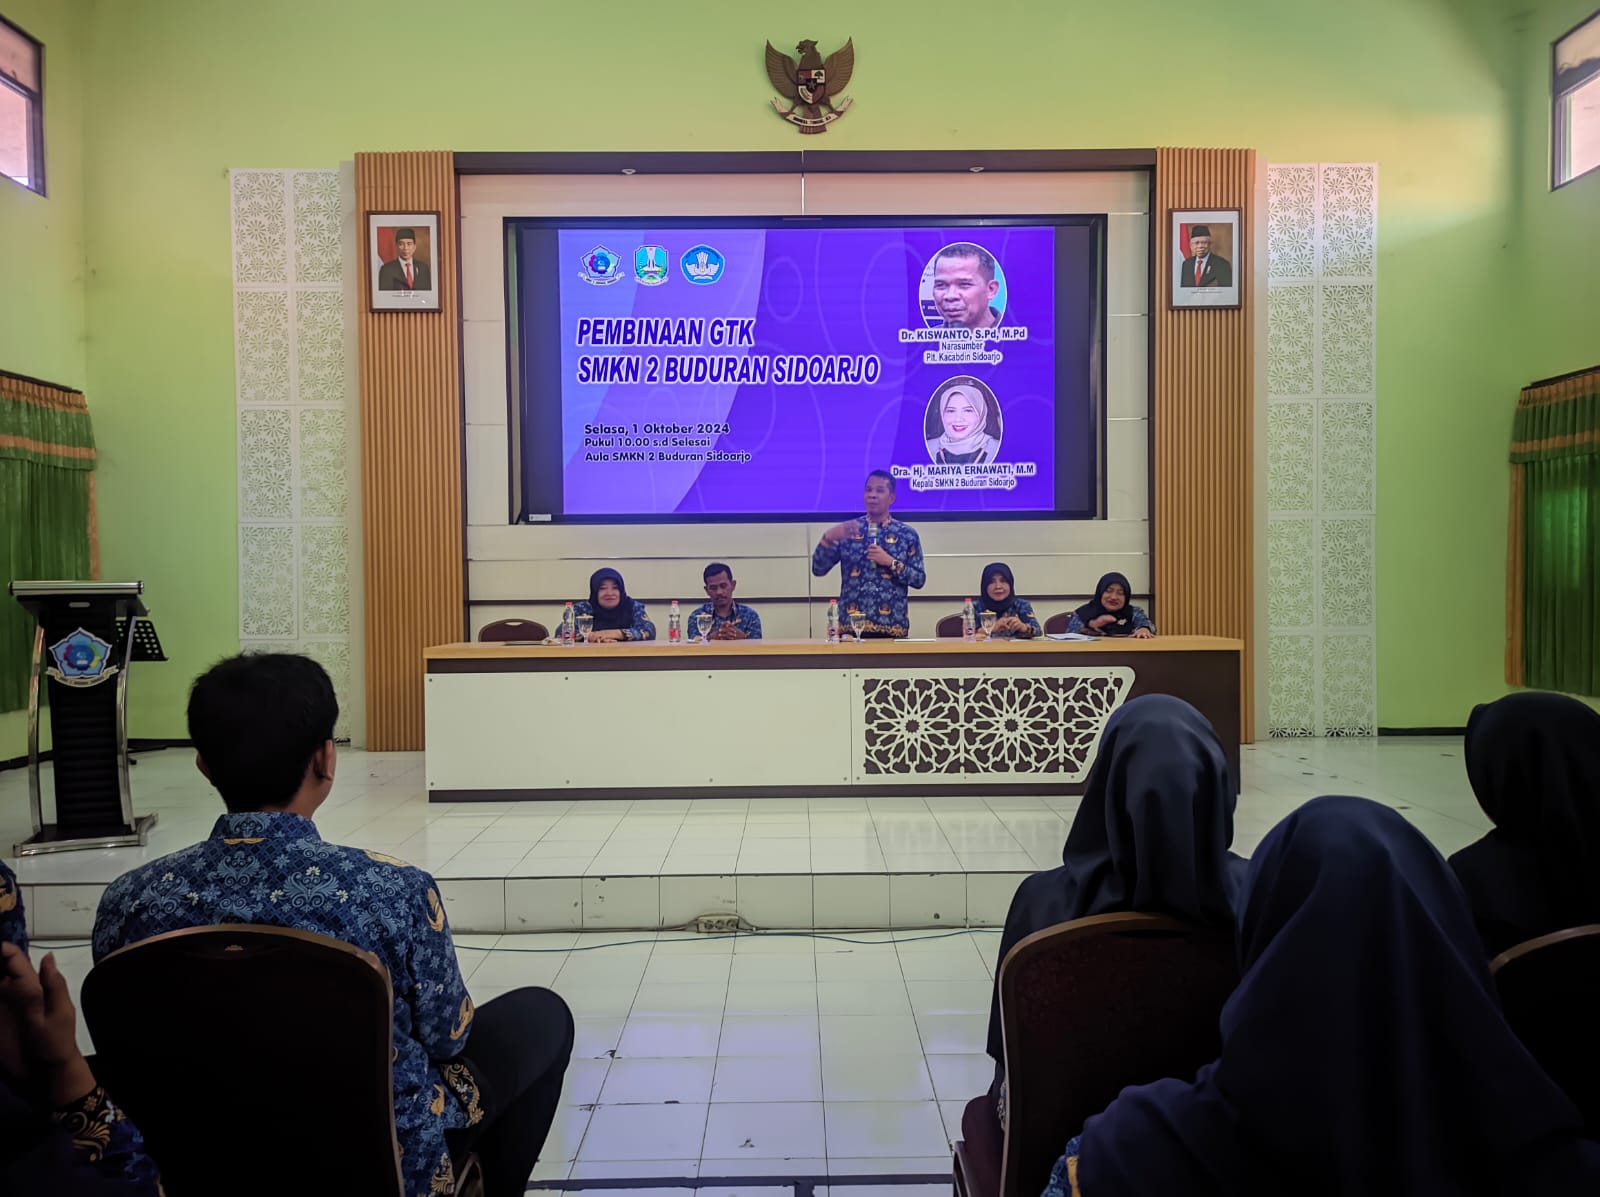 PEMBINAAN GTK
SMKN 2 BUDURAN SIDOARJO
Selasa, 1 Oktober 2024
Pukul 10.00 s.d Selesai
Aula SMKN 2 Buduran Sidoarjo
Dr. KISWANTO, S.Pd, M.Pd
Narasumber
Plt. Kacabdin Sidoarjo
Dra. Hj. MARIYA ERNAWATI, M.M
Kepala SMKN 2 Buduran Sidoarjo